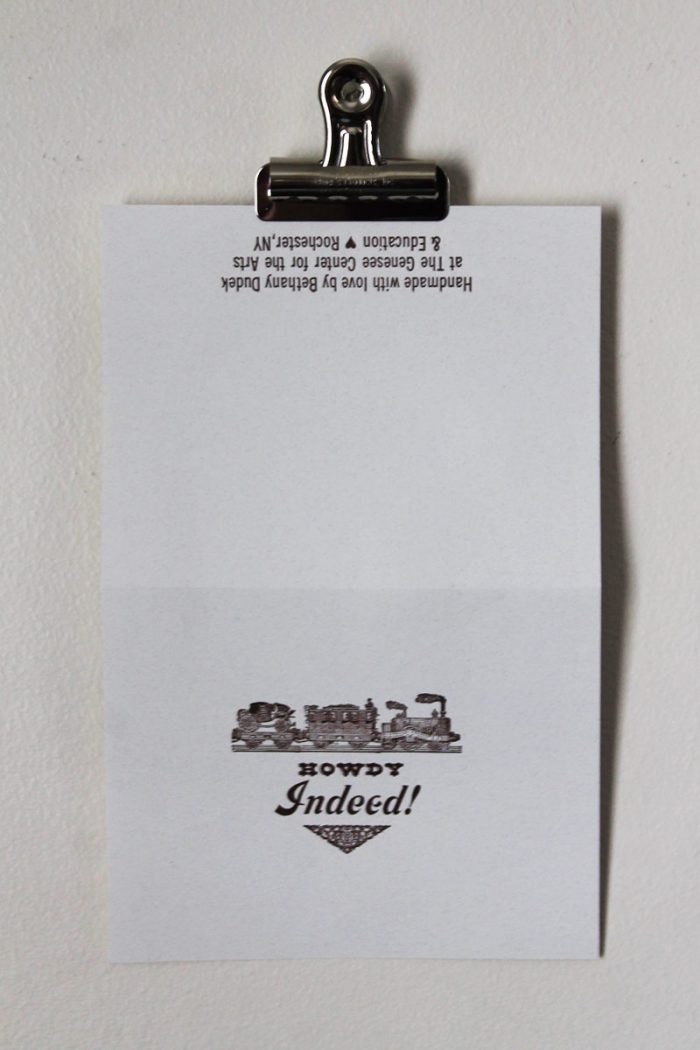 Handmade with love by Bethany Dudek
at The Genesee Center for the Arts
& Education ♥ Rochester,NY
HOWDY
Indeed!